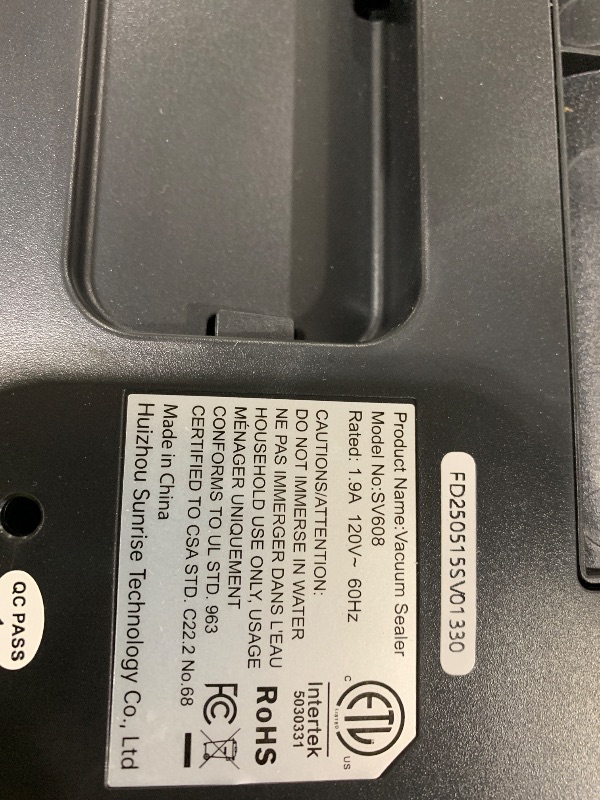 FD250515SV01330
Product Name:Vacuum Sealer
Model No:SV608
Rated: 1.9A 120V~ 60Hz
CAUTIONS/ATTENTION:
DO NOT IMMERSE IN WATER
NE PAS IMMERGER DANS L'EAU
HOUSEHOLD USE ONLY, USAGE
MÉNAGER UNIQUEMENT
CONFORMS TO UL STD. 963
CERTIFIED TO CSA STD. C22.2 No.68
Made in China
Huizhou Sunrise Technology Co., Ltd
C ETL US
LISTED
Intertek
5030331
RoHS
FC
QC PASS